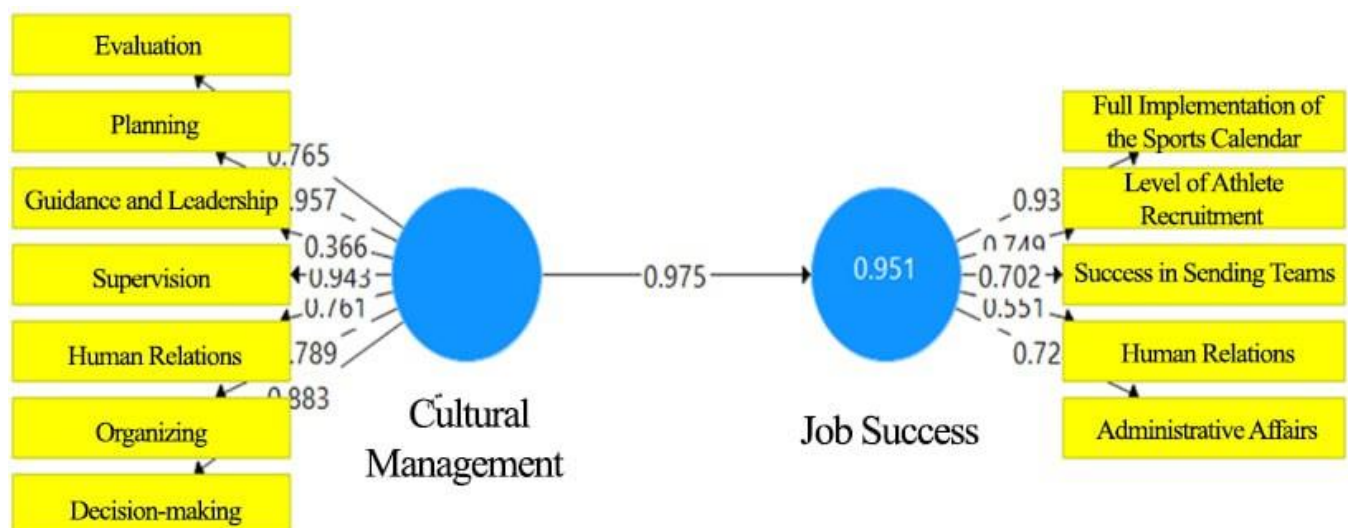 Evaluation
Planning
0.765
Guidance and Leadership
.957
0.366
Supervision
0.943
0.761
Human Relations
.789
0.883
Organizing
Decision-making
Cultural
Management
0.975
0.951
Job Success
Full Implementation of
the Sports Calendar
0.93
Level of Athlete
Recruitment
0.749
0.702
Success in Sending Teams
0.551
Human Relations
0.72
Administrative Affairs